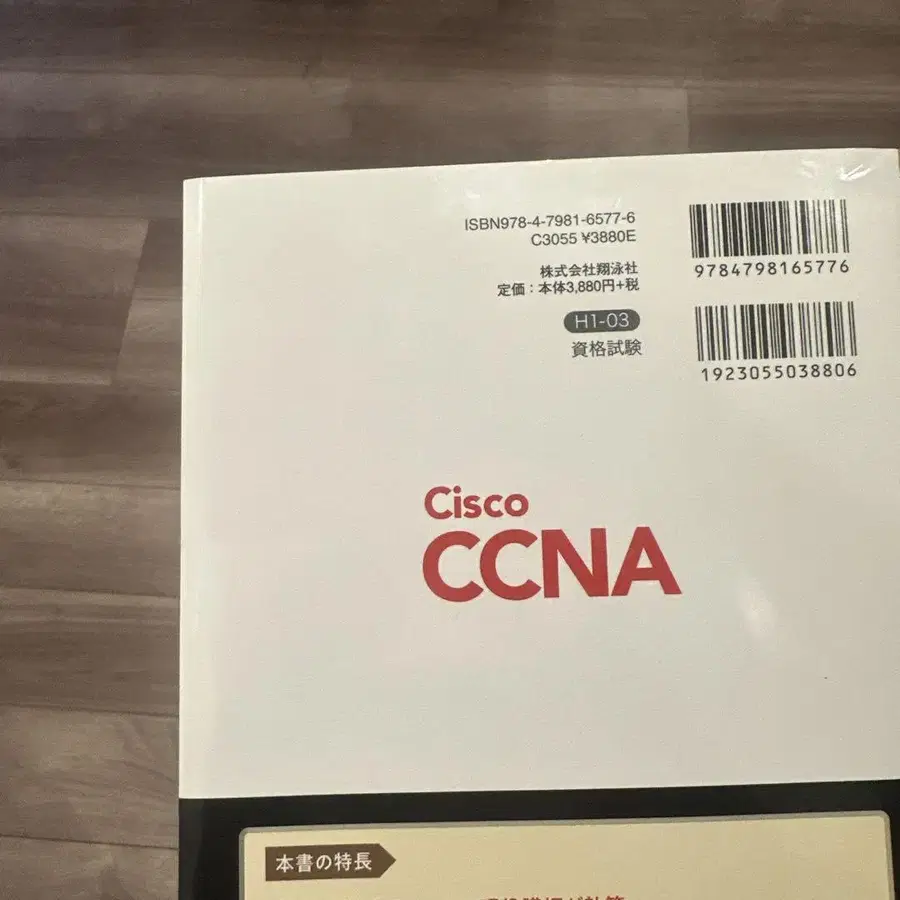 ISBN978-4-7981-6577-6
C3055 ¥3880E
株式会社翔泳社
定価：本体3,880円+税
H1-03
資格試験
9784798165776
1923055038806
Cisco
CCNA
本書の特長